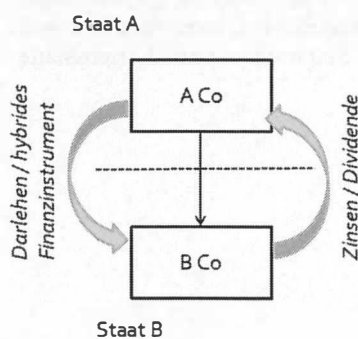 Staat A
A Co
Darlehen / hybrides
Finanzinstrument
Zinsen / Dividende
B Co
Staat B